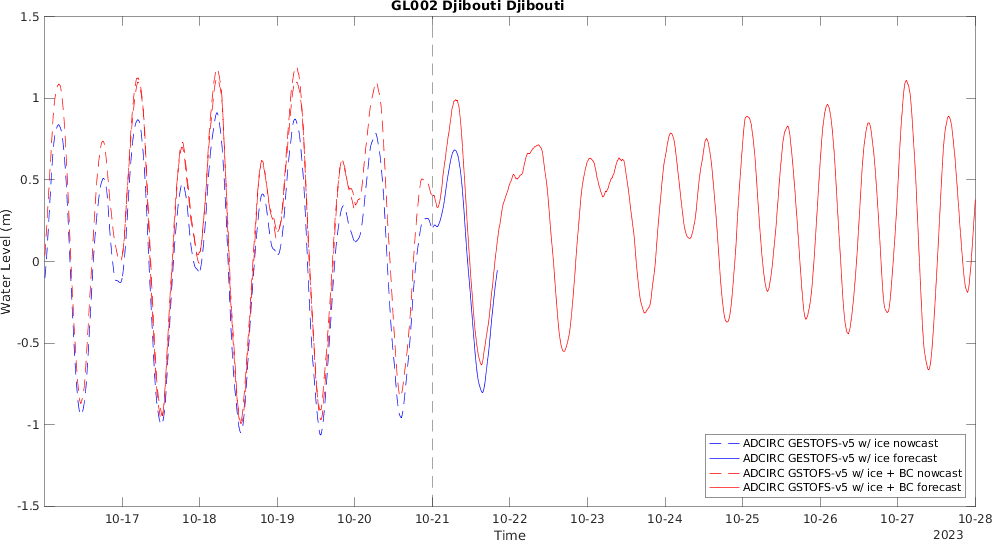 GL002 Djibouti Djibouti
1.5
1
0.5
0
-0.5
-1
-1.5
Water Level (m)
ADCIRC GESTOFS-v5 w/ ice nowcast
ADCIRC GESTOFS-v5 w/ ice forecast
ADCIRC GSTOFS-v5 w/ ice + BC nowcast
ADCIRC GSTOFS-v5 w/ ice + BC forecast
10-17 10-18 10-19 10-20 10-21 10-22 10-23 10-24 10-25 10-26 10-27 10-28
Time
2023